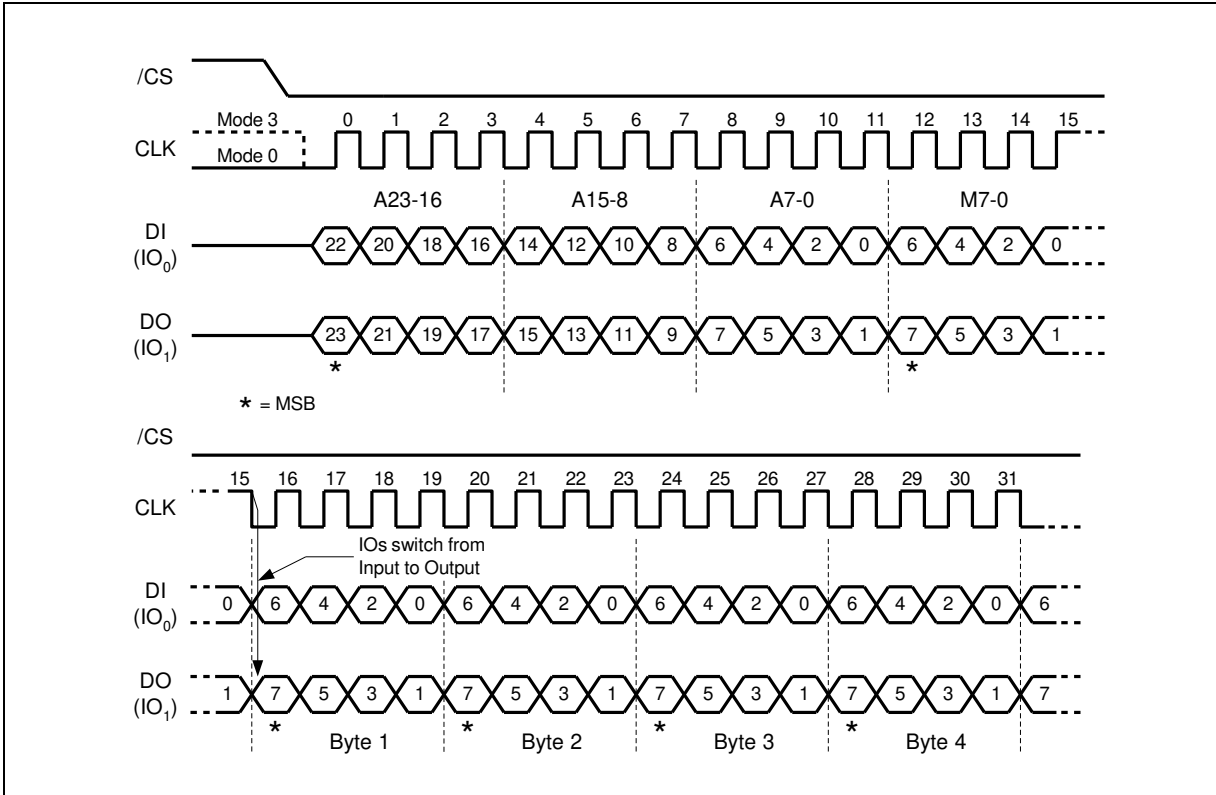 /CS
Mode 3 0 1 2 3 4 5 6 7 8 9 10 11 12 13 14 15
CLK
Mode 0
A23-16 A15-8 A7-0 M7-0
DI
(IO0) 22 20 18 16 14 12 10 8 6 4 2 0 6 4 2 0
DO
(IO1) 23 21 19 17 15 13 11 9 7 5 3 1 7 5 3 1
* *
* = MSB
/CS
15 16 17 18 19 20 21 22 23 24 25 26 27 28 29 30 31
CLK
IOs switch from
Input to Output
DI
(IO0) 0 6 4 2 0 6 4 2 0 6 4 2 0 6 4 2 0 6
DO
(IO1) 1 7 5 3 1 7 5 3 1 7 5 3 1 7 5 3 1 7
* * * *
Byte 1 Byte 2 Byte 3 Byte 4